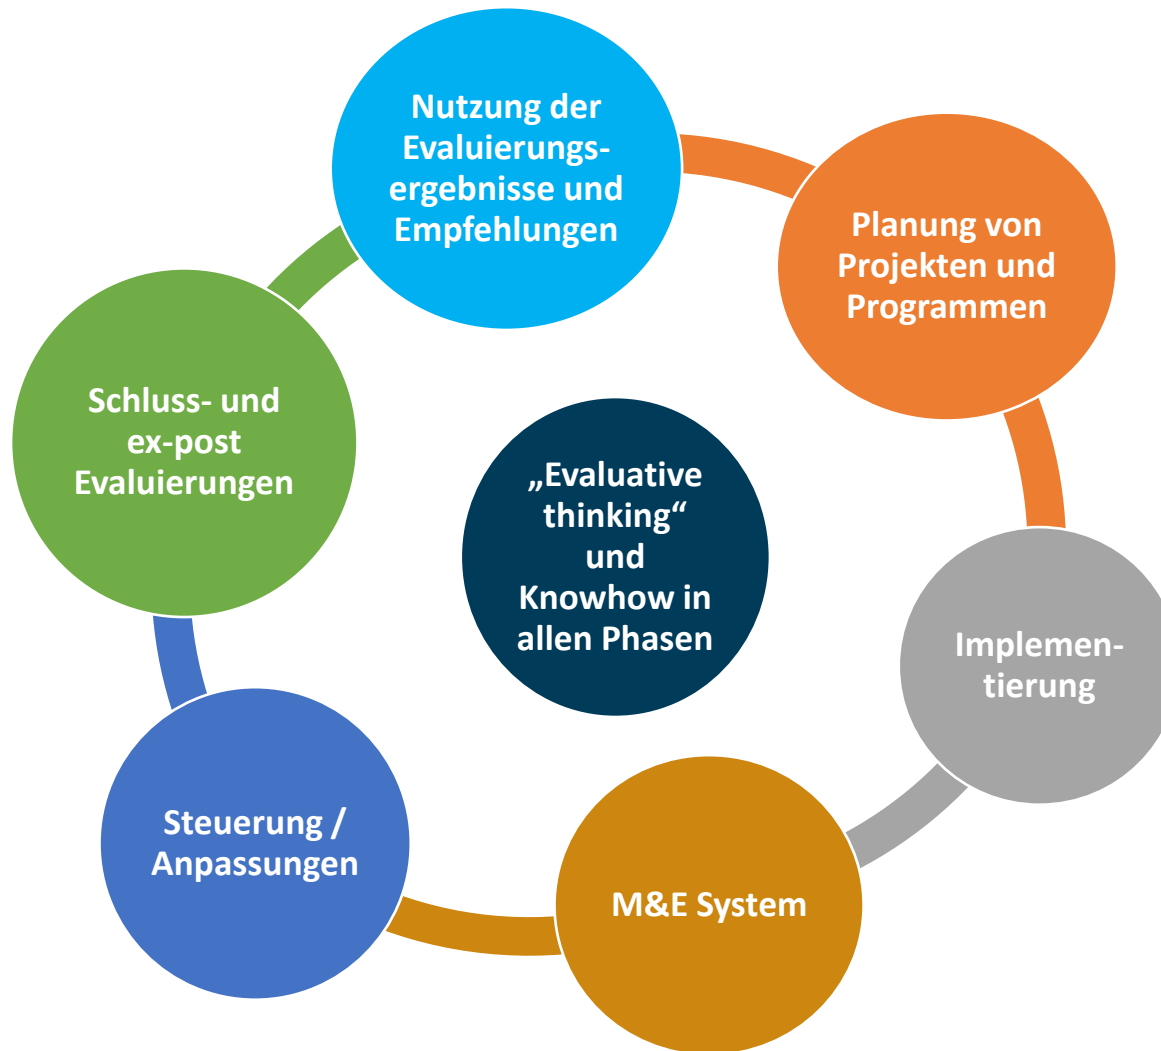 Nutzung der
Evaluierungs-
ergebnisse und
Empfehlungen
Planung von
Projekten und
Programmen
Implemen-
tierung
M&E System
Steuerung /
Anpassungen
Schluss- und
ex-post
Evaluierungen
„Evaluative
thinking“
und
Knowhow in
allen Phasen